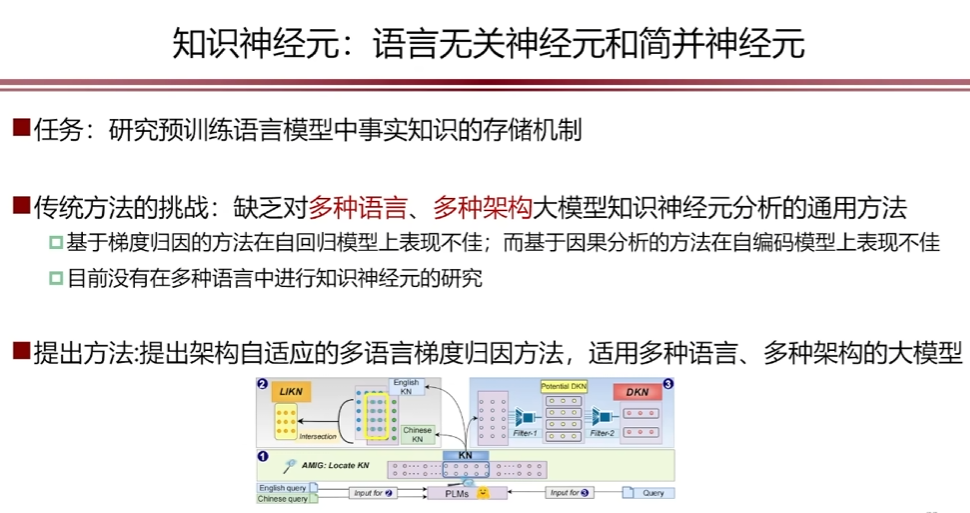 知识神经元：语言无关神经元和简并神经元
任务：研究预训练语言模型中事实知识的存储机制
传统方法的挑战：缺乏对多种语言、多种架构大模型知识神经元分析的通用方法
基于梯度归因的方法在自回归模型上表现不佳；而基于因果分析的方法在自编码模型上表现不佳
目前没有在多种语言中进行知识神经元的研究
提出方法:提出架构自适应的多语言梯度归因方法，适用多种语言、多种架构的大模型
2
LIKN
Intersection
English
KN
Chinese
KN
Potential DKN
3
DKN
Filter-1
Filter-2
1
AMIG: Locate KN
KN
English query
Chinese query
Input for 2
PLMs
Input for 3
Query